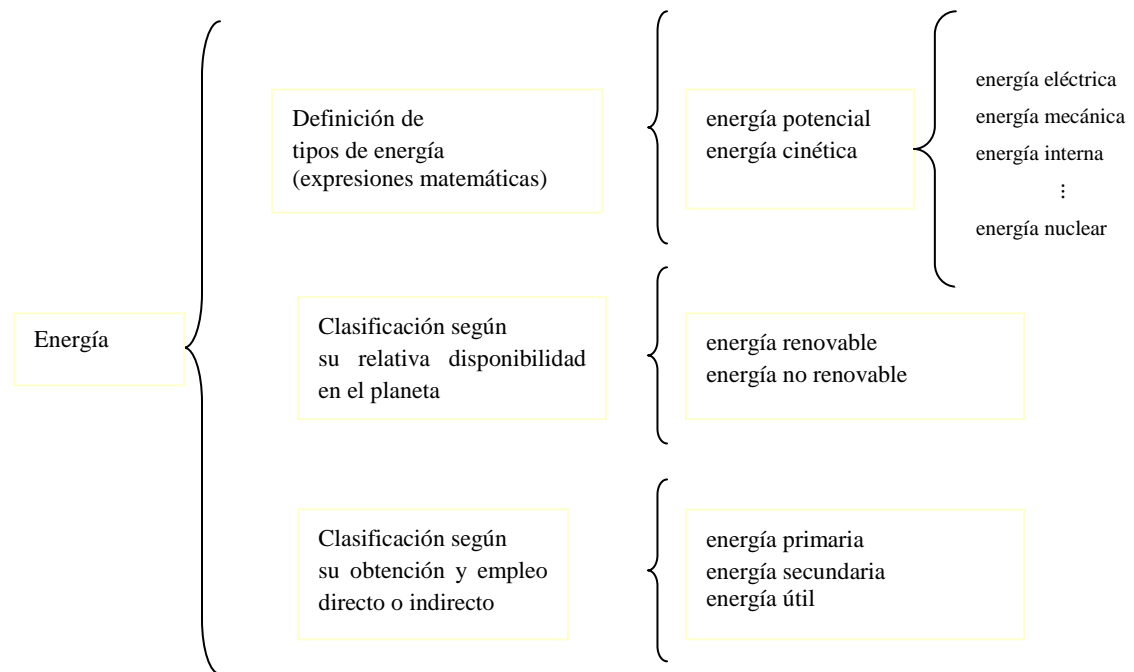 Energía
Definición de
tipos de energía
(expresiones matemáticas)
energía potencial
energía cinética
energía eléctrica
energía mecánica
energía interna
⋮
energía nuclear
Clasificación según
su relativa disponibilidad
en el planeta
energía renovable
energía no renovable
Clasificación según
su obtención y empleo
directo o indirecto
energía primaria
energía secundaria
energía útil